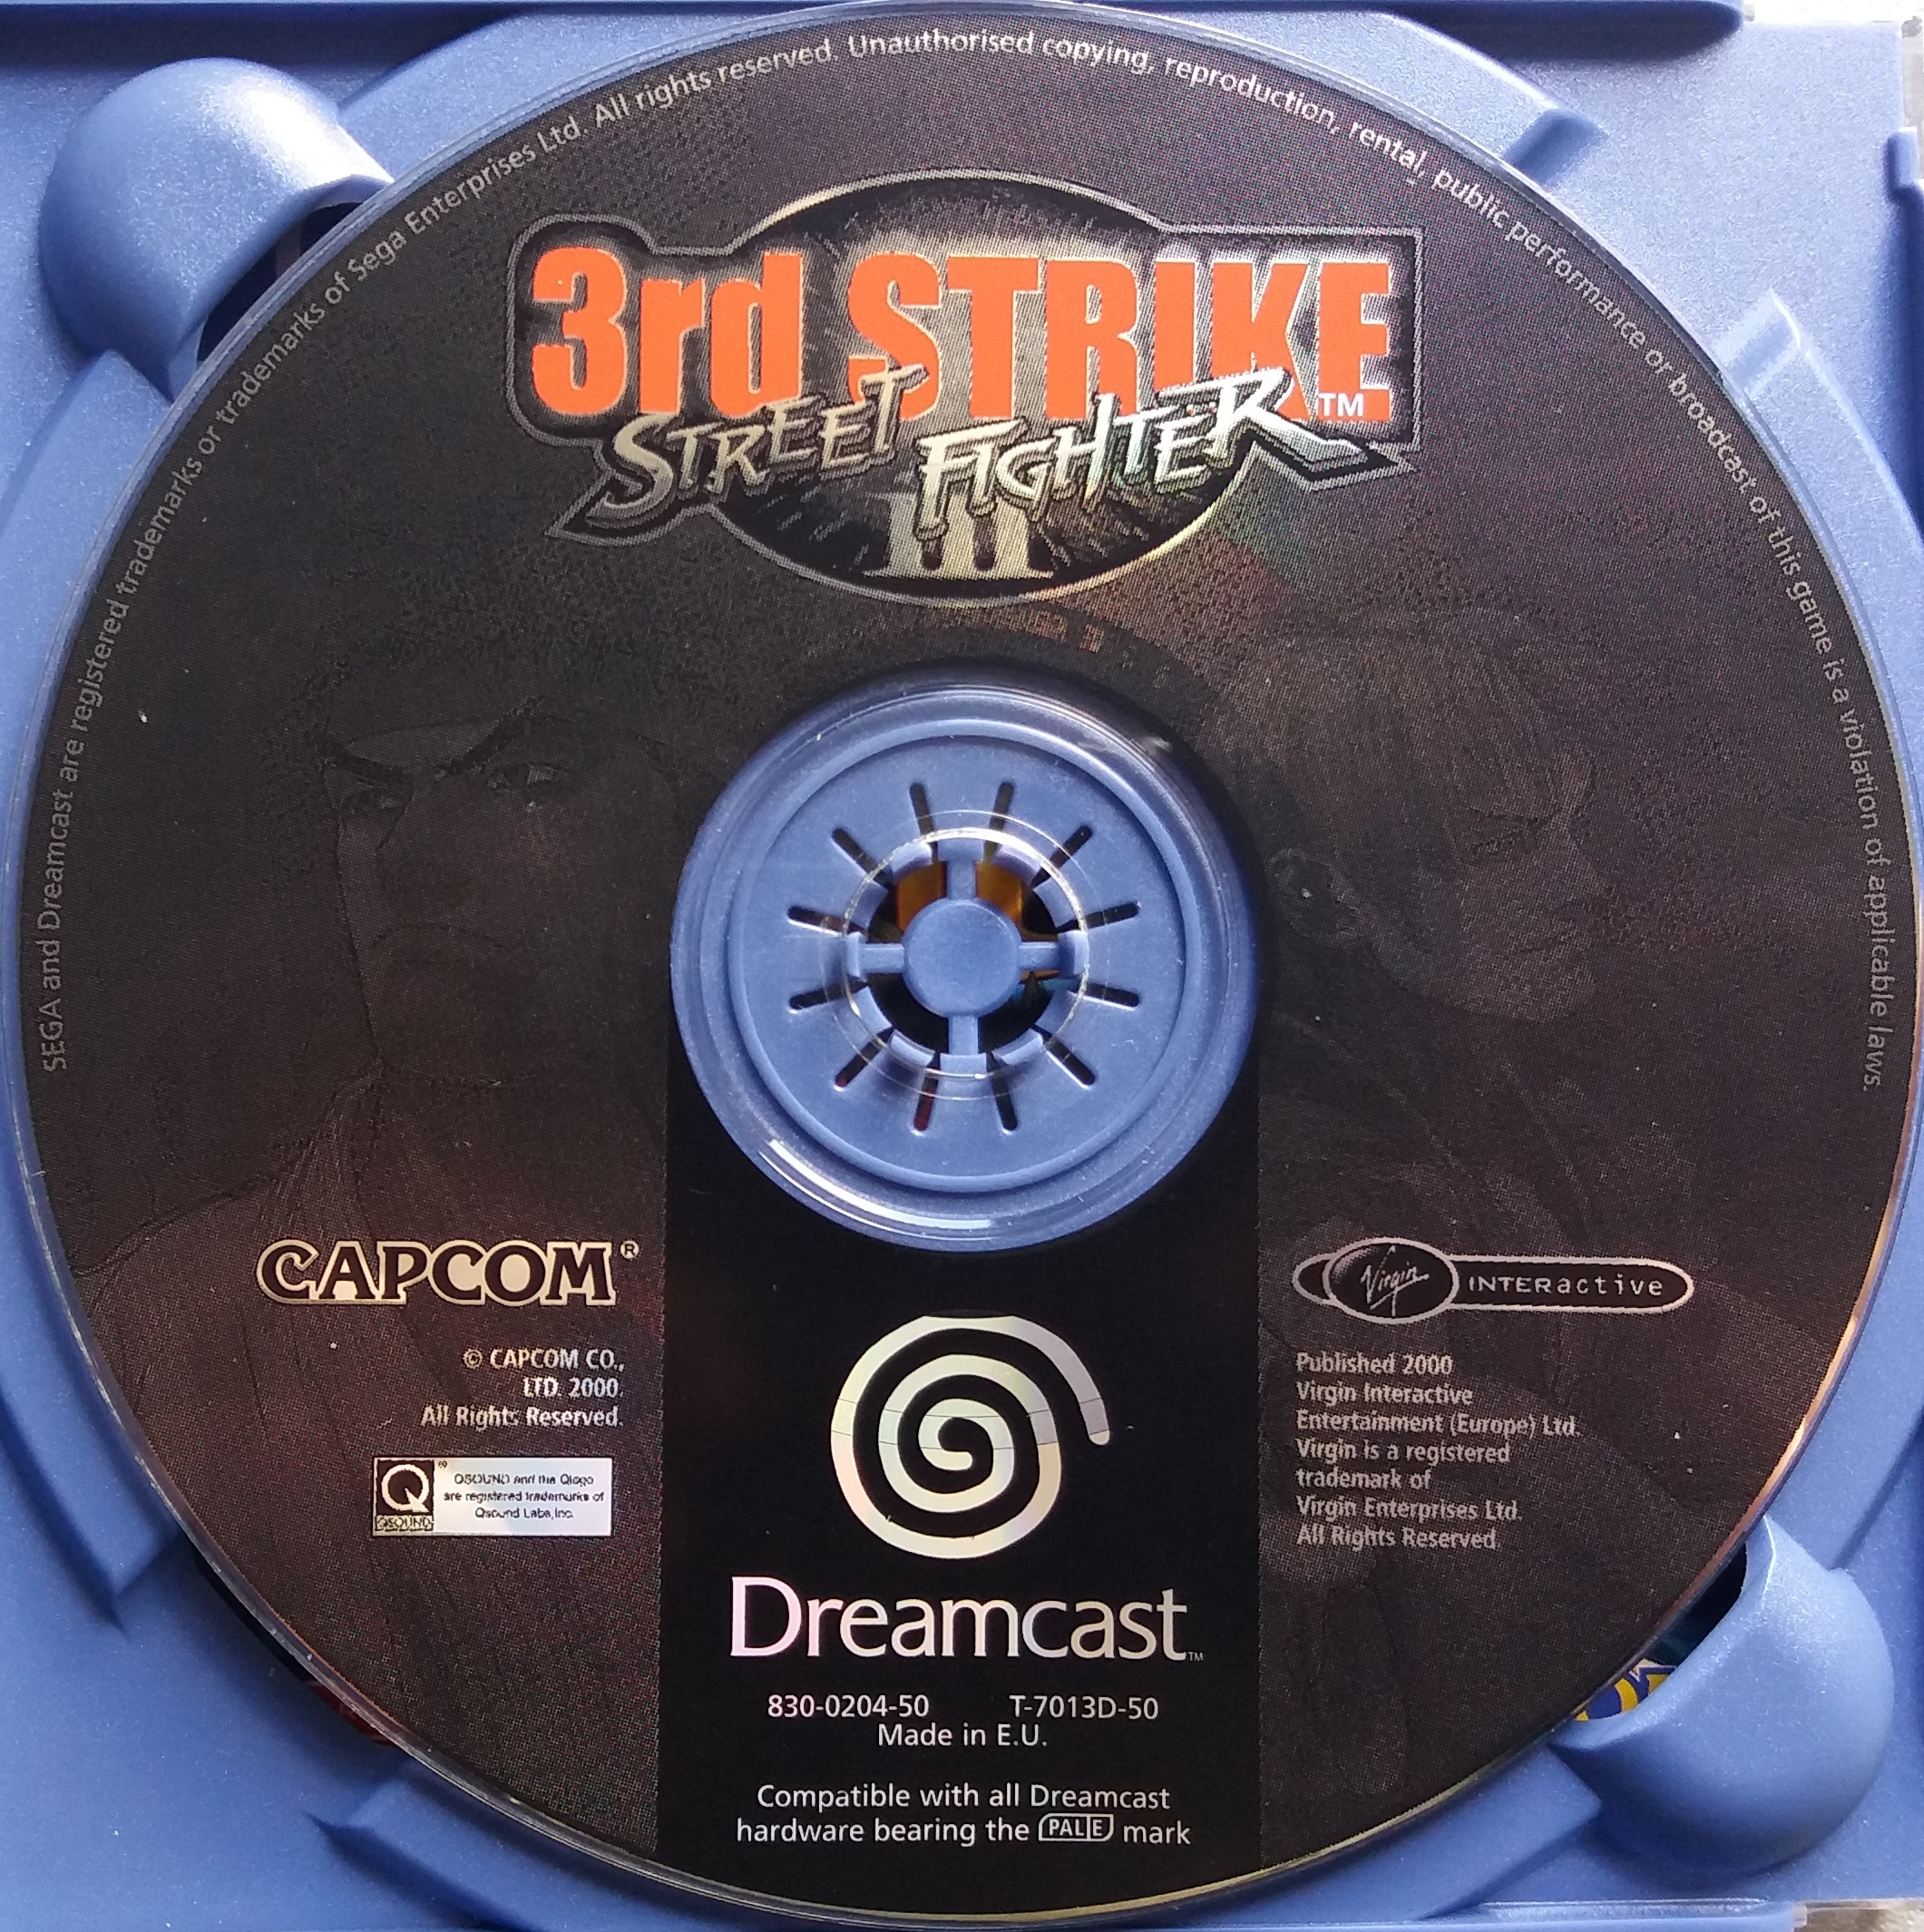 SEGA and Dreamcast are registered trademarks or trademarks of Sega Enterprises Ltd. All rights reserved. Unauthorised copying, reproduction, rental, public performance or broadcast of this game is a violation of applicable laws.
3rd STRIKE TM
STREET FIGHTER
III
CAPCOM®
© CAPCOM CO.,
LTD. 2000.
All Rights Reserved.
Q ®
QSOUND
QSOUND and the Qlogo
are registered trademarks of
Qsound Labs,Inc.
Virgin INTERactive
Published 2000
Virgin Interactive
Entertainment (Europe) Ltd.
Virgin is a registered
trademark of
Virgin Enterprises Ltd.
All Rights Reserved.
Dreamcast TM
830-0204-50 T-7013D-50
Made in E.U.
Compatible with all Dreamcast
hardware bearing the PAL E mark